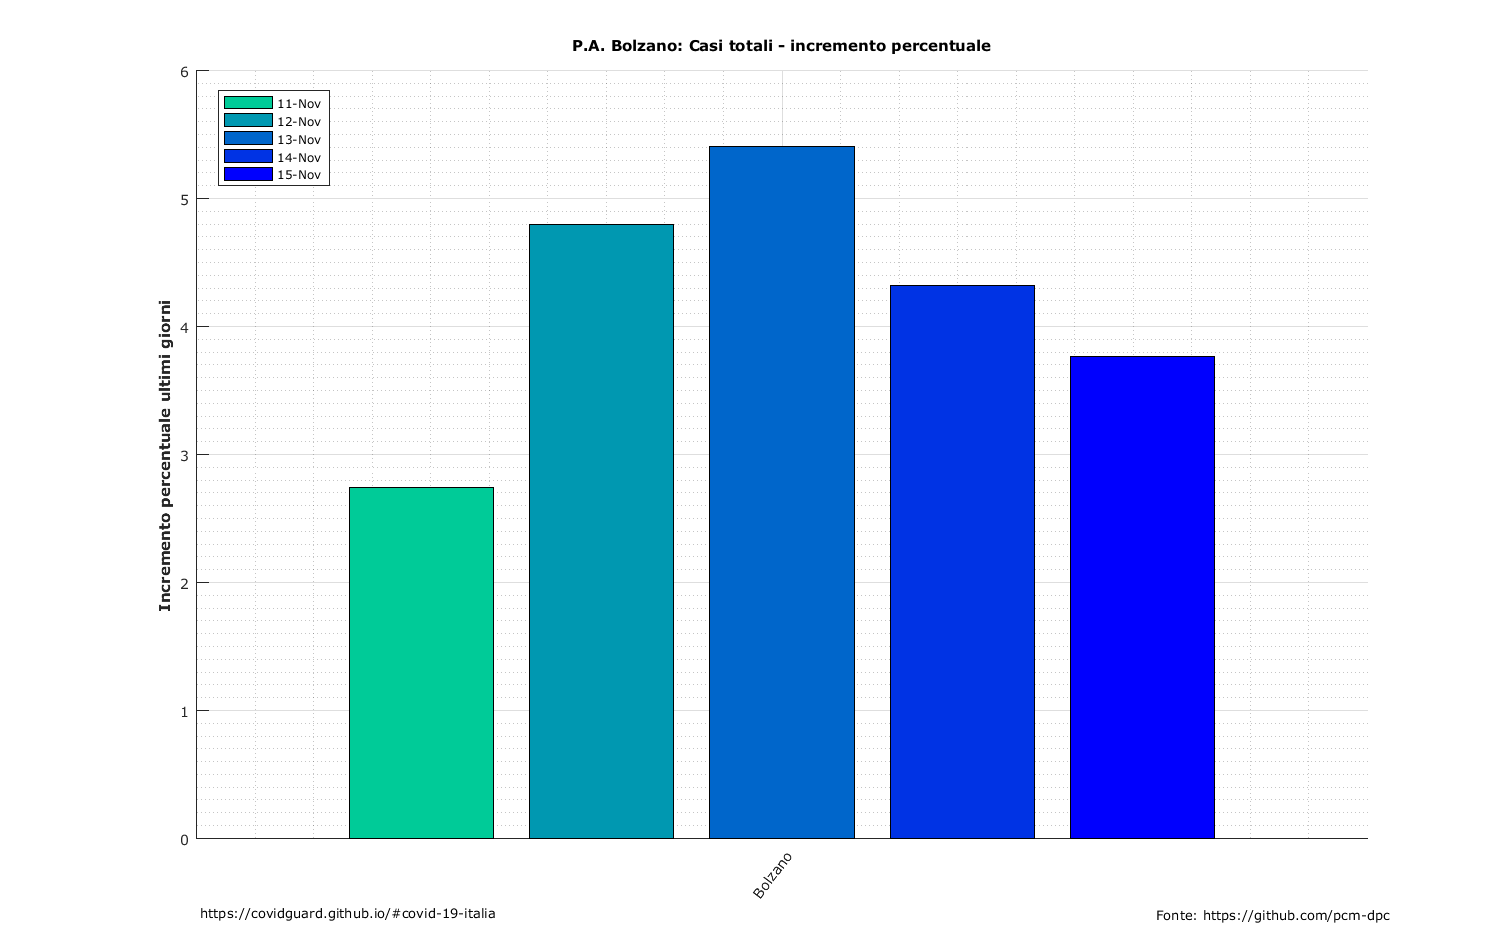 P.A. Bolzano: Casi totali - incremento percentuale
6
5
4
3
2
1
0
Incremento percentuale ultimi giorni
11-Nov
12-Nov
13-Nov
14-Nov
15-Nov
Bolzano
https://covidguard.github.io/#covid-19-italia
Fonte: https://github.com/pcm-dpc